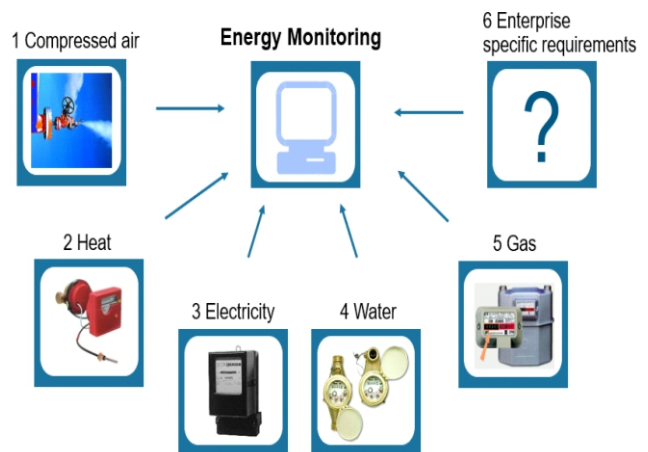 1 Compressed air
Energy Monitoring
6 Enterprise
specific requirements
?
2 Heat
3 Electricity
4 Water
5 Gas